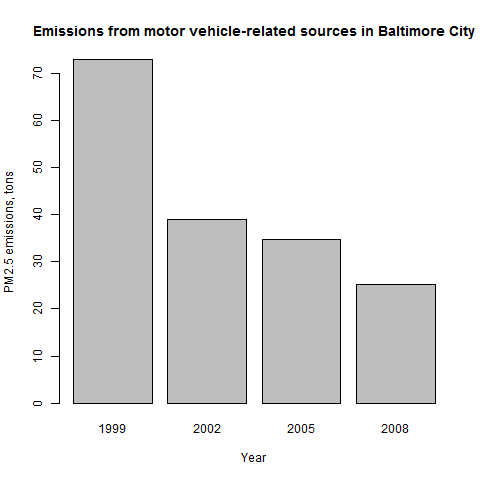 Emissions from motor vehicle-related sources in Baltimore City
PM2.5 emissions, tons
70
60
50
40
30
20
10
0
1999 2002 2005 2008
Year